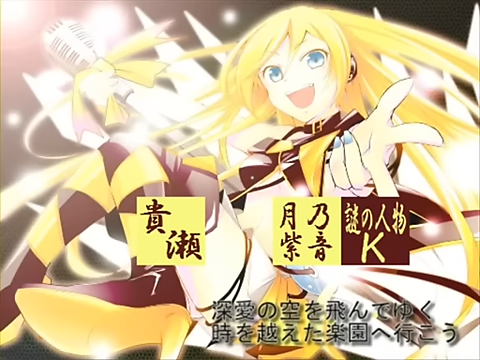 貴瀬
月乃
紫音
謎の人物
K
深愛の空を飛んでゆく
時を越えた楽園へ行こう